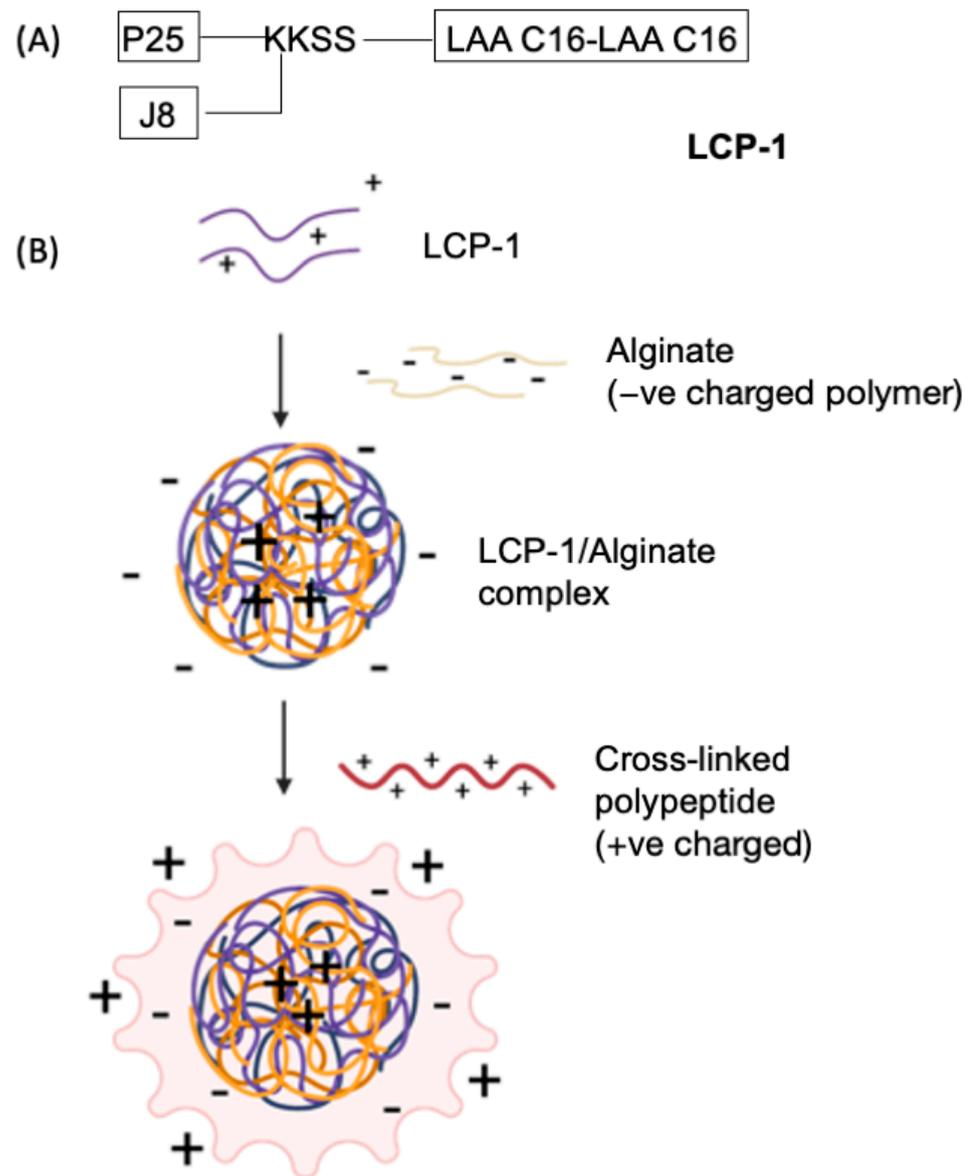 (A)
P25 KKSS LAA C16-LAA C16
J8
LCP-1
+
(B)
+
+
LCP-1
- - - - -
Alginate
(–ve charged polymer)
- - - - - -
+ + + +
LCP-1/Alginate
complex
+ + + + + +
Cross-linked
polypeptide
(+ve charged)
+ + + + +
- - - - - -
+ + +